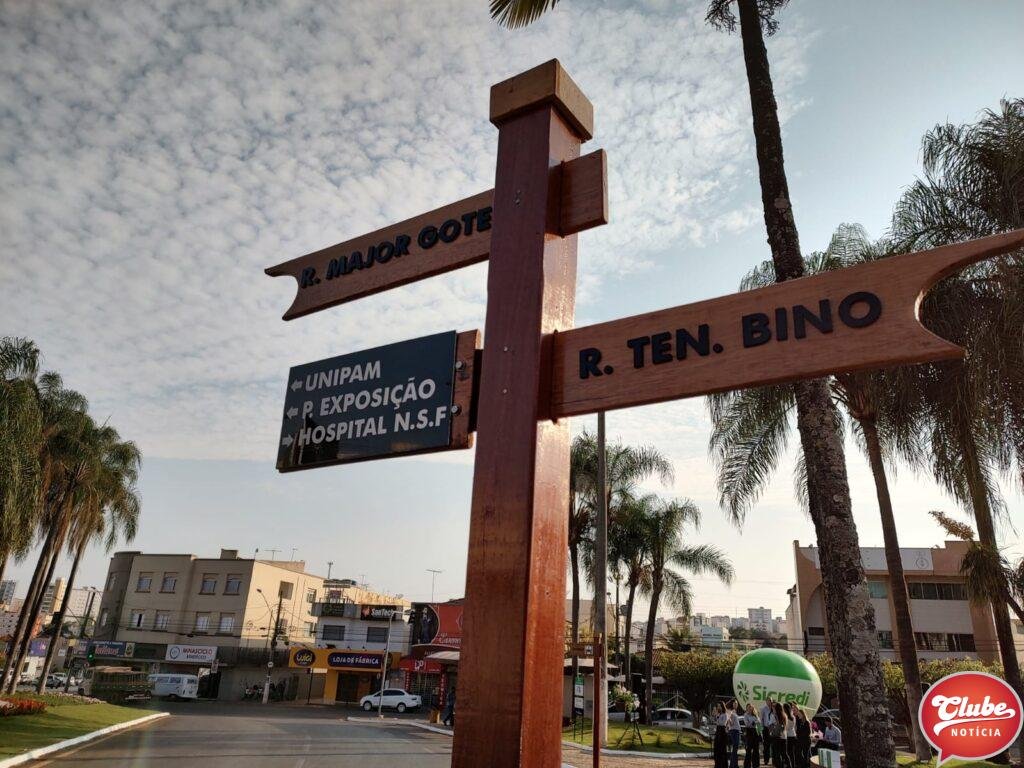 R. MAJOR GOTE
R. TEN. BINO
← UNIPAM
← P. EXPOSIÇÃO
→ HOSPITAL N.S.F
LOJA DE FÁBRICA
Sicredi
Clube
NOTÍCIA